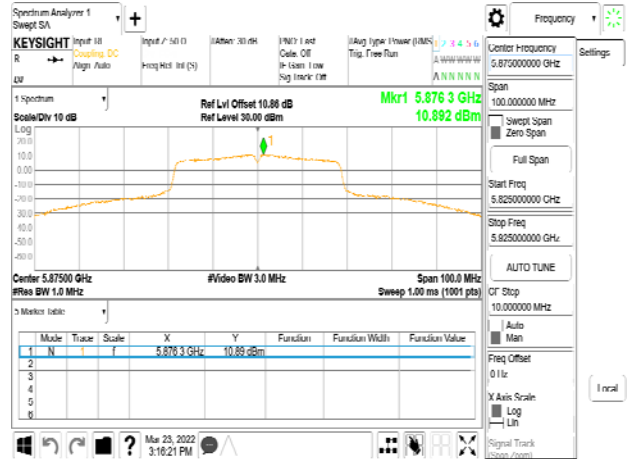 Spectrum Analyzer 1
Swept SA
+
Frequency
KEYSIGHT
R
Input: RF
Coupling: DC
Align: Auto
Input Z: 50 Ω
Freq Ref: Int (S)
#Atten: 30 dB
PNO: Fast
Gate: Off
IF Gain: Low
Sig Track: Off
#Avg Type: Power (RMS
Trig: Free Run
1 2 3 4 5 6
A W W W W W
A N N N N N
Center Frequency
5.875000000 GHz
Settings
1 Spectrum
Scale/Div 10 dB
Ref Lvl Offset 10.86 dB
Ref Level 30.00 dBm
Mkr1 5.876 3 GHz
10.892 dBm
Span
100.000000 MHz
Swept Span
Zero Span
Full Span
Log
20.0
10.00
0.00
-10.0
-20.0
-30.0
-40.0
-50.0
-60.0
1
Start Freq
5.825000000 GHz
Stop Freq
5.925000000 GHz
AUTO TUNE
Center 5.87500 GHz
#Res BW 1.0 MHz
#Video BW 3.0 MHz
Span 100.0 MHz
Sweep 1.00 ms (1001 pts)
CF Step
10.000000 MHz
Auto
Man
5 Marker Table
Mode Trace Scale X Y Function Function Width Function Value
1 N 1 f 5.876 3 GHz 10.89 dBm
2
3
4
5
6
Freq Offset
0 Hz
X Axis Scale
Log
Lin
Local
Signal Track
(Span Zoom)
?
Mar 23, 2022
3:16:21 PM